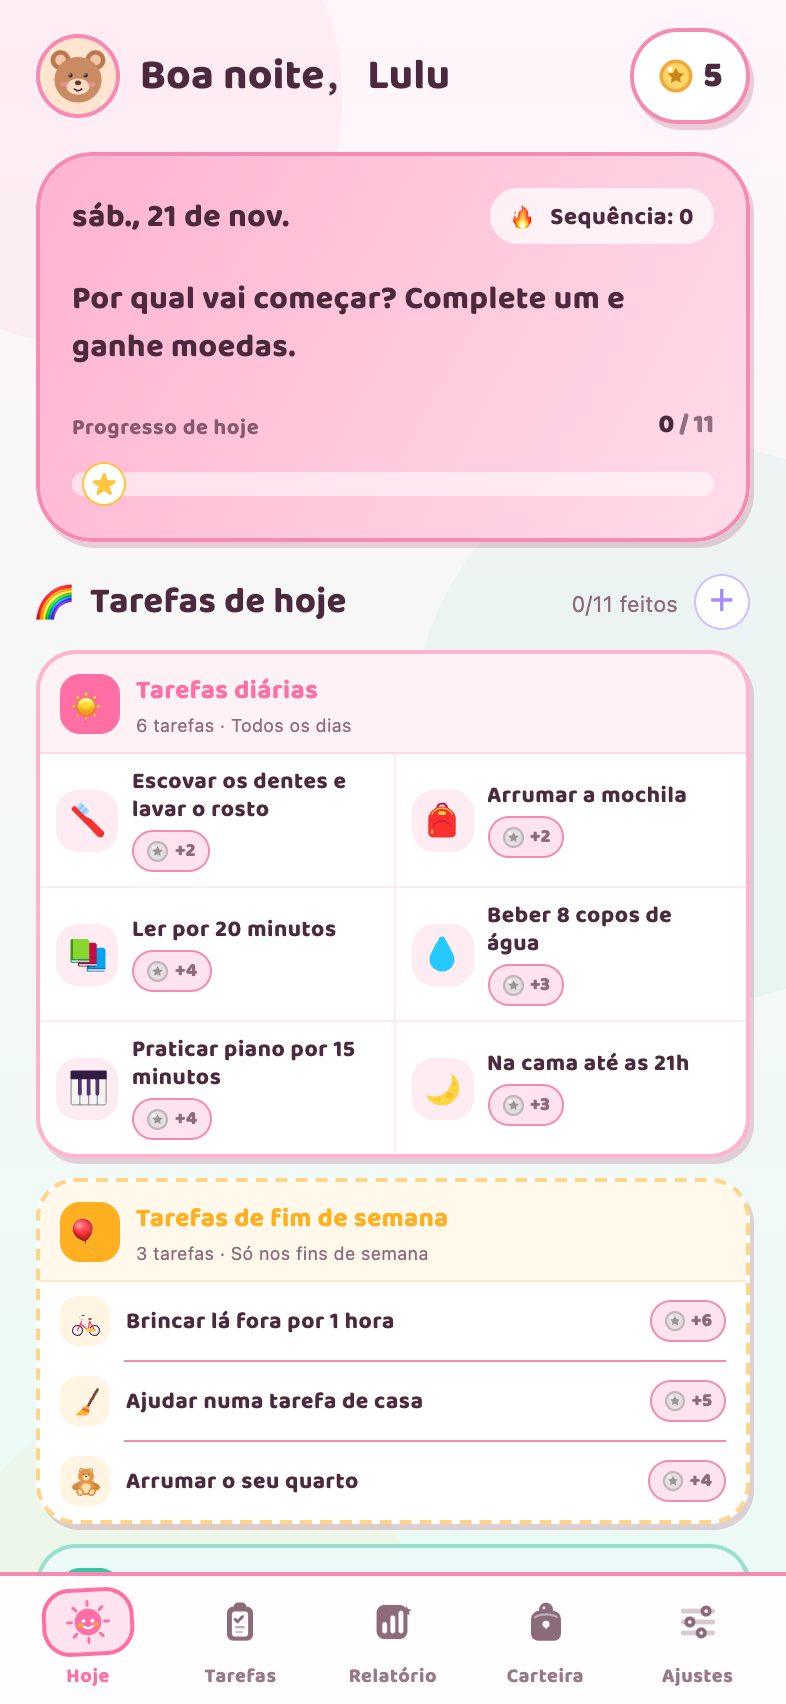 Boa noite, Lulu
5
sáb., 21 de nov.
Sequência: 0
Por qual vai começar? Complete um e
ganhe moedas.
Progresso de hoje
0 / 11
Tarefas de hoje
0/11 feitos
Tarefas diárias
6 tarefas · Todos os dias
Escovar os dentes e
lavar o rosto
+2
Arrumar a mochila
+2
Ler por 20 minutos
+4
Beber 8 copos de
água
+3
Praticar piano por 15
minutos
+4
Na cama até as 21h
+3
Tarefas de fim de semana
3 tarefas · Só nos fins de semana
Brincar lá fora por 1 hora
+6
Ajudar numa tarefa de casa
+5
Arrumar o seu quarto
+4
Hoje
Tarefas
Relatório
Carteira
Ajustes